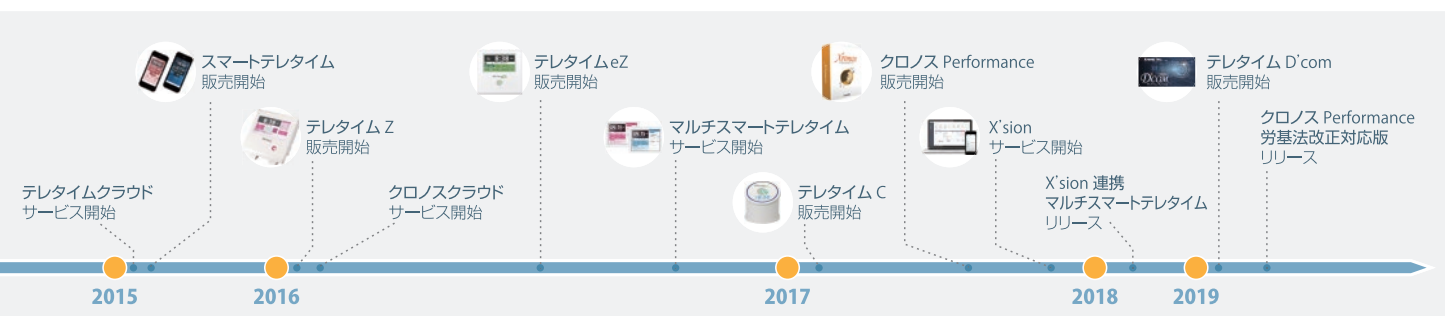 テレタイムクラウド
サービス開始
スマートテレタイム
販売開始
テレタイム Z
販売開始
クロノスクラウド
サービス開始
テレタイム eZ
販売開始
マルチスマートテレタイム
サービス開始
テレタイム C
販売開始
クロノス Performance
販売開始
X'sion
サービス開始
X'sion 連携
マルチスマートテレタイム
リリース
テレタイム D'com
販売開始
クロノス Performance
労基法改正対応版
リリース
2015
2016
2017
2018
2019